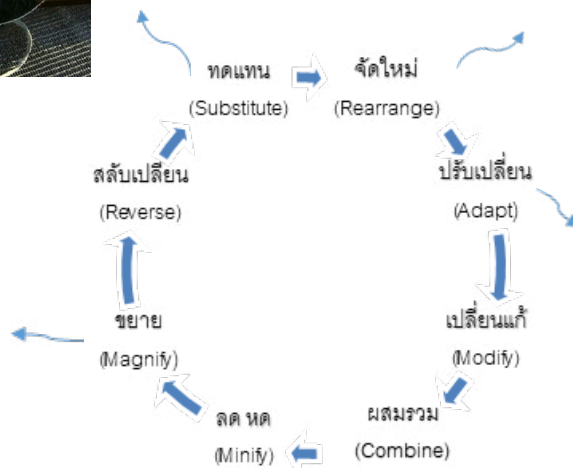 ทดแทน
(Substitute)
จัดใหม่
(Rearrange)
ปรับเปลี่ยน
(Adapt)
เปลี่ยนแก้
(Modify)
ผสมรวม
(Combine)
ลด หด
(Minify)
ขยาย
(Magnify)
สลับเปลี่ยน
(Reverse)